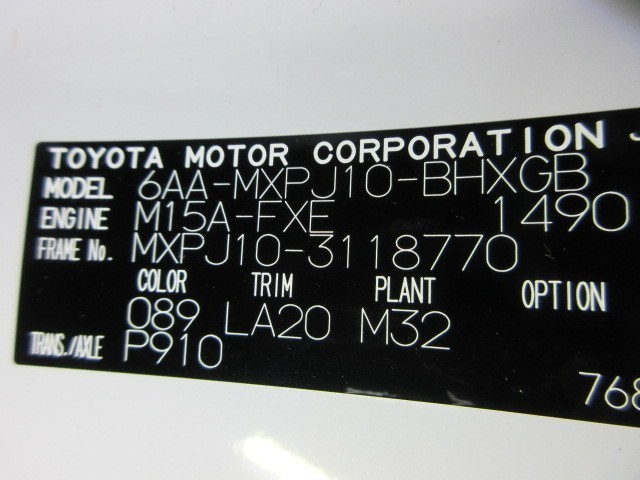 TOYOTA MOTOR CORPORATION J
MODEL 6AA-MXPJ10-BHXGB
ENGINE M15A-FXE 1490
FRAME No. MXPJ10-3118770
COLOR TRIM PLANT OPTION
089 LA20 M32
TRANS./AXLE P910
768